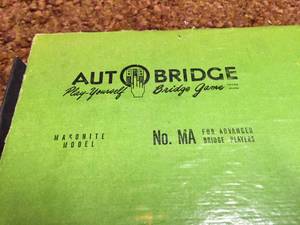 AUTOBRIDGE
Play-Yourself Bridge Game
MASONITE
MODEL
No. MA
FOR ADVANCED
BRIDGE PLAYERS